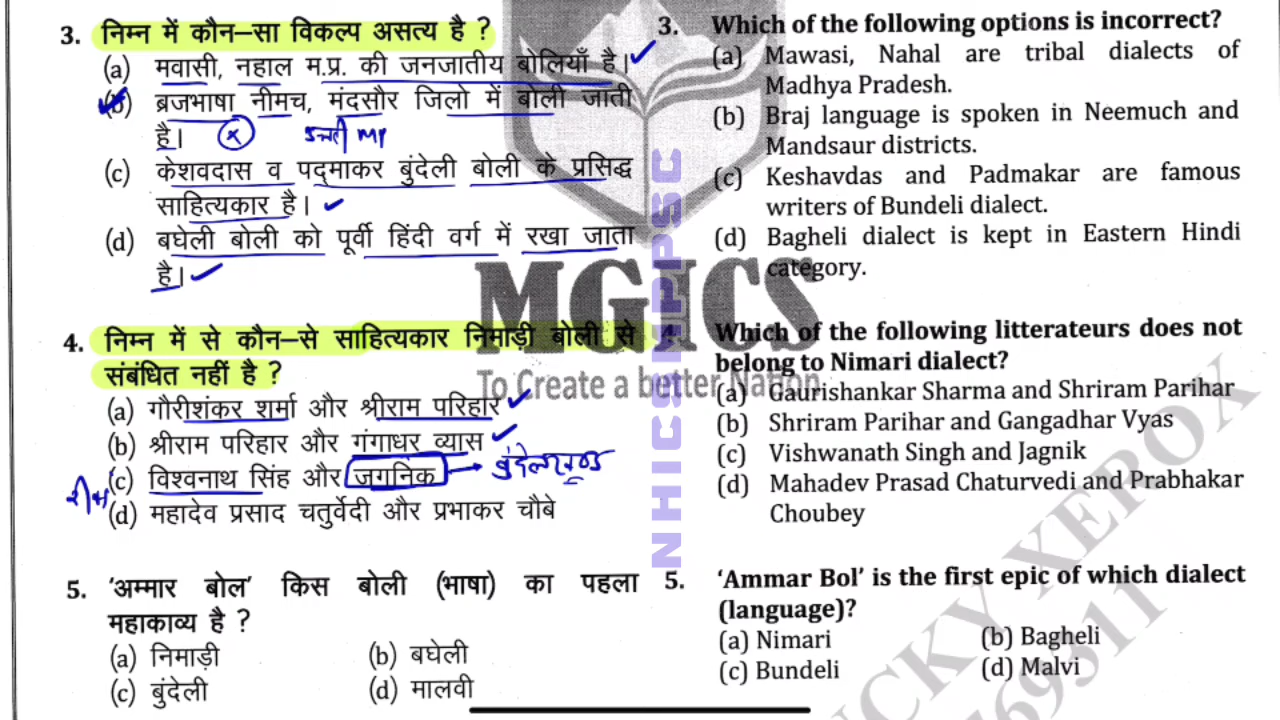 3. निम्न में कौन–सा विकल्प असत्य है ?
(a) मवासी, नहाल म.प्र. की जनजातीय बोलियाँ है।
(b) ब्रजभाषा नीमच, मंदसौर जिलो में बोली जाती
है।
(c) केशवदास व पद्माकर बुंदेली बोली के प्रसिद्ध
साहित्यकार है।
(d) बघेली बोली को पूर्वी हिंदी वर्ग में रखा जाता
है।
4. निम्न में से कौन–से साहित्यकार निमाड़ी बोली से
संबंधित नहीं है ?
(a) गौरीशंकर शर्मा और श्रीराम परिहार
(b) श्रीराम परिहार और गंगाधर व्यास
(c) विश्वनाथ सिंह और जगनिक
बुंदेलखण्ड
(d) महादेव प्रसाद चतुर्वेदी और प्रभाकर चौबे
5. 'अम्मार बोल' किस बोली (भाषा) का पहला
महाकाव्य है ?
(a) निमाड़ी (b) बघेली
(c) बुंदेली (d) मालवी
3. Which of the following options is incorrect?
(a) Mawasi, Nahal are tribal dialects of
Madhya Pradesh.
(b) Braj language is spoken in Neemuch and
Mandsaur districts.
(c) Keshavdas and Padmakar are famous
writers of Bundeli dialect.
(d) Bagheli dialect is kept in Eastern Hindi
category.
4. Which of the following litterateurs does not
belong to Nimari dialect?
(a) Gaurishankar Sharma and Shriram Parihar
(b) Shriram Parihar and Gangadhar Vyas
(c) Vishwanath Singh and Jagnik
(d) Mahadev Prasad Chaturvedi and Prabhakar
Choubey
5. 'Ammar Bol' is the first epic of which dialect
(language)?
(a) Nimari (b) Bagheli
(c) Bundeli (d) Malvi
MGICS
To Create a better Nation
NHICSNPPSC
CKY XEROX
769311